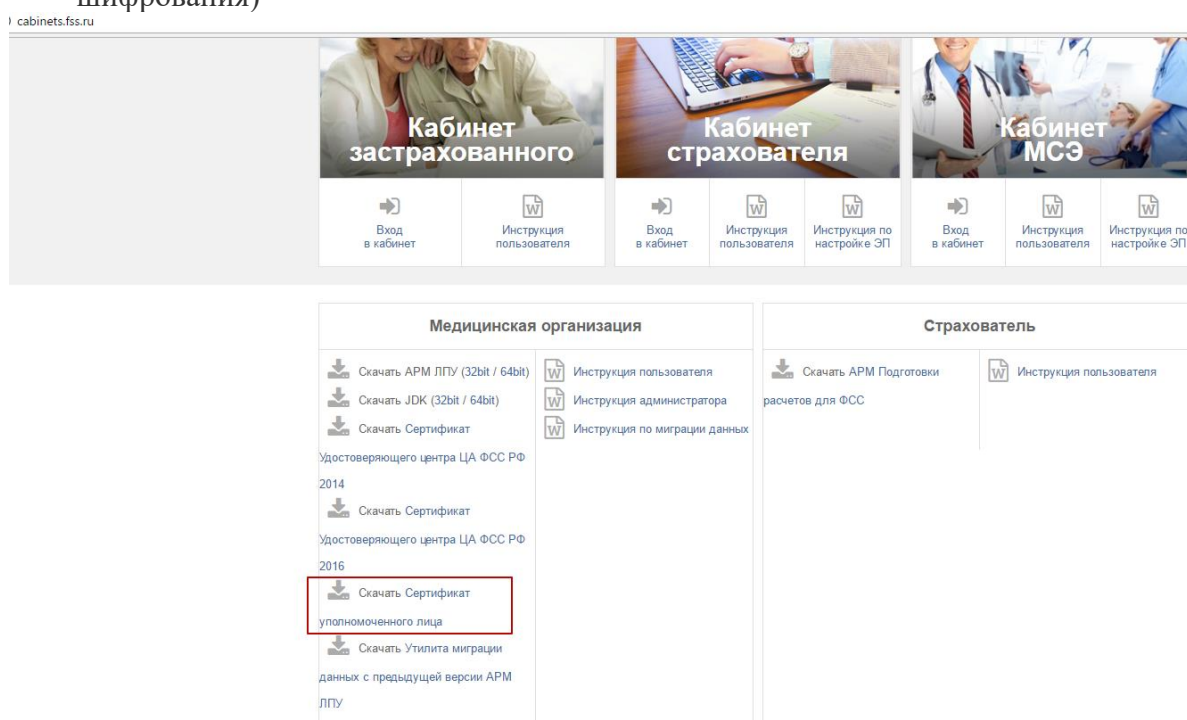 шифрования)
cabinets.fss.ru
Кабинет
застрахованного
Кабинет
страхователя
Кабинет
МСЭ
Вход
в кабинет
Инструкция
пользователя
Вход
в кабинет
Инструкция
пользователя
Инструкция по
настройке ЭП
Вход
в кабинет
Инструкция
пользователя
Инструкция по
настройке ЭП
Медицинская организация
Скачать АРМ ЛПУ (32bit / 64bit)
Скачать JDK (32bit / 64bit)
Скачать Сертификат
Удостоверяющего центра ЦА ФСС РФ
2014
Скачать Сертификат
Удостоверяющего центра ЦА ФСС РФ
2016
Скачать Сертификат
уполномоченного лица
Скачать Утилита миграции
данных с предыдущей версии АРМ
ЛПУ
Инструкция пользователя
Инструкция администратора
Инструкция по миграции данных
Страхователь
Скачать АРМ Подготовки
расчетов для ФСС
Инструкция пользователя